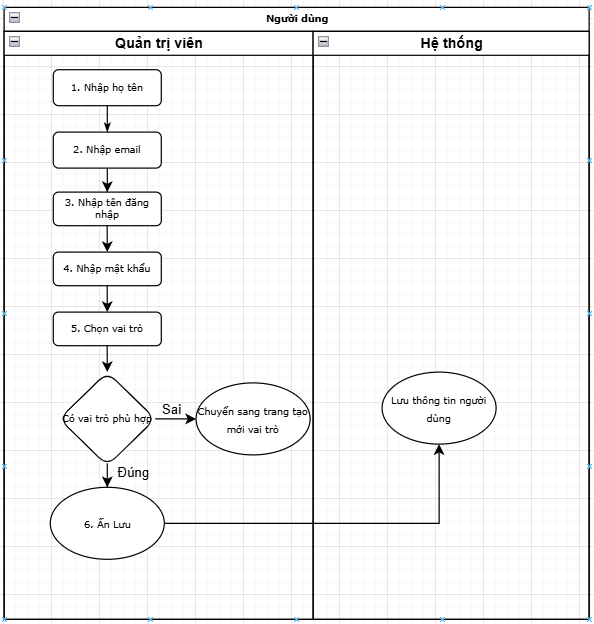 Người dùng
Quản trị viên
Hệ thống
1. Nhập họ tên
2. Nhập email
3. Nhập tên đăng
nhập
4. Nhập mật khẩu
5. Chọn vai trò
Có vai trò phù hợp
Sai
Chuyển sang trang tạo
mới vai trò
Lưu thông tin người
dùng
Đúng
6. Ấn Lưu